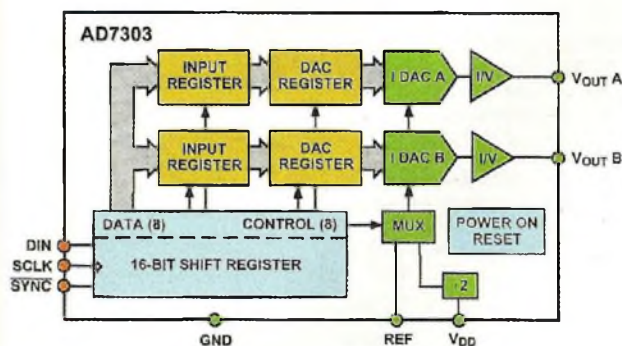 AD7303
INPUT
REGISTER
DAC
REGISTER
I DAC A
I/V
VOUT A
INPUT
REGISTER
DAC
REGISTER
I DAC B
I/V
VOUT B
DATA (8)
CONTROL (8)
MUX
POWER ON
RESET
DIN
SCLK
SYNC
16-BIT SHIFT REGISTER
÷2
GND
REF
VDD